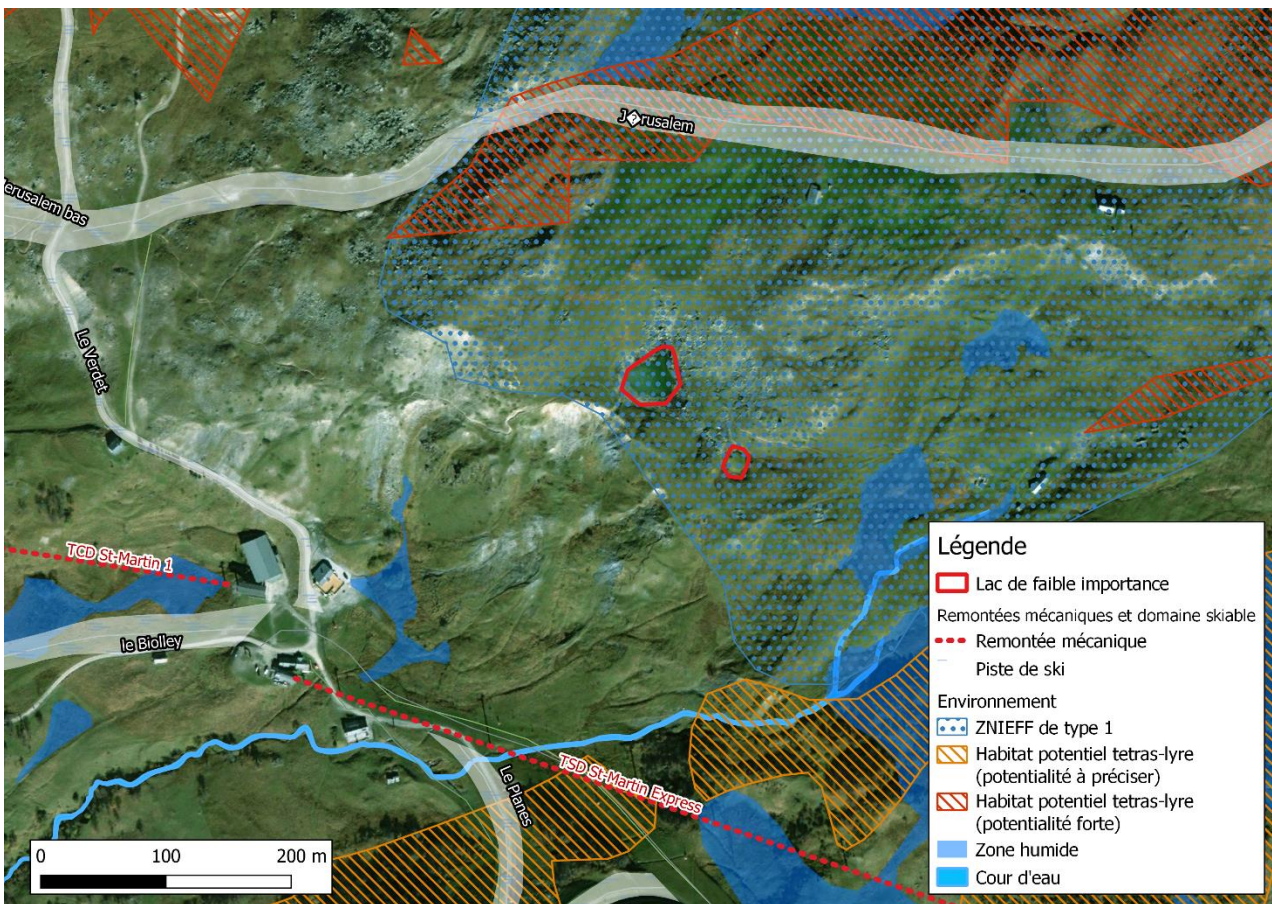 J�rusalem
Jerusalem bas
Le Verdet
TCD St-Martin 1
le Biolley
Le Planes
TSD St-Martin Express
0 100 200 m
Légende
Lac de faible importance
Remontées mécaniques et domaine skiable
Remontée mécanique
Piste de ski
Environnement
ZNIEFF de type 1
Habitat potentiel tetras-lyre
(potentialité à préciser)
Habitat potentiel tetras-lyre
(potentialité forte)
Zone humide
Cour d'eau